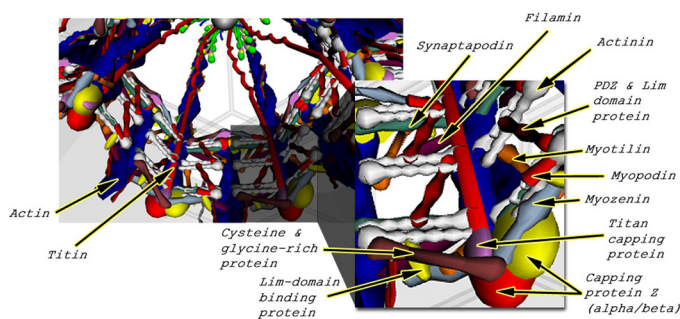 Filamin
Synaptapodin
Actinin
PDZ & Lim
domain
protein
Myotilin
Myopodin
Myozenin
Titan
capping
protein
Capping
protein Z
(alpha/beta)
Actin
Titin
Cysteine &
glycine-rich
protein
Lim-domain
binding
protein